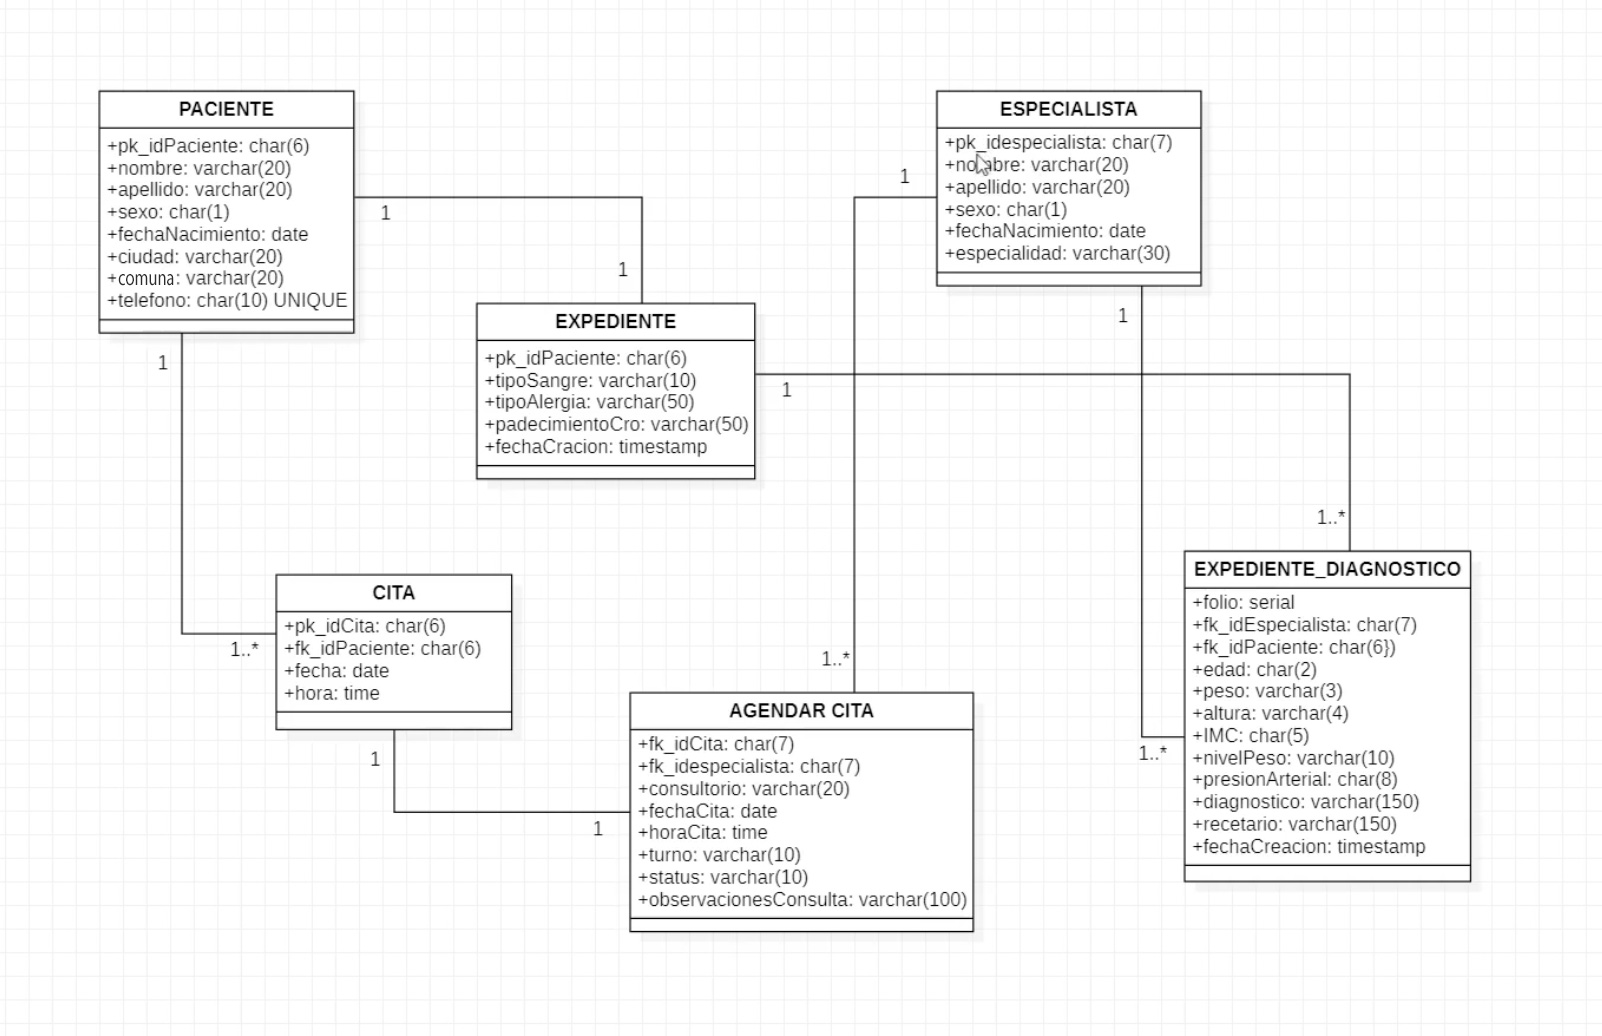 PACIENTE
+pk_idPaciente: char(6)
+nombre: varchar(20)
+apellido: varchar(20)
+sexo: char(1)
+fechaNacimiento: date
+ciudad: varchar(20)
+comuna: varchar(20)
+telefono: char(10) UNIQUE
1
1
1
EXPEDIENTE
+pk_idPaciente: char(6)
+tipoSangre: varchar(10)
+tipoAlergia: varchar(50)
+padecimientoCro: varchar(50)
+fechaCracion: timestamp
1
ESPECIALISTA
+pk_idespecialista: char(7)
+nombre: varchar(20)
+apellido: varchar(20)
+sexo: char(1)
+fechaNacimiento: date
+especialidad: varchar(30)
1
1
1..*
CITA
+pk_idCita: char(6)
+fk_idPaciente: char(6)
+fecha: date
+hora: time
1..*
1
1
1..*
AGENDAR CITA
+fk_idCita: char(7)
+fk_idespecialista: char(7)
+consultorio: varchar(20)
+fechaCita: date
+horaCita: time
+turno: varchar(10)
+status: varchar(10)
+observacionesConsulta: varchar(100)
EXPEDIENTE_DIAGNOSTICO
+folio: serial
+fk_idEspecialista: char(7)
+fk_idPaciente: char(6})
+edad: char(2)
+peso: varchar(3)
+altura: varchar(4)
+IMC: char(5)
+nivelPeso: varchar(10)
+presionArterial: char(8)
+diagnostico: varchar(150)
+recetario: varchar(150)
+fechaCreacion: timestamp
1..*